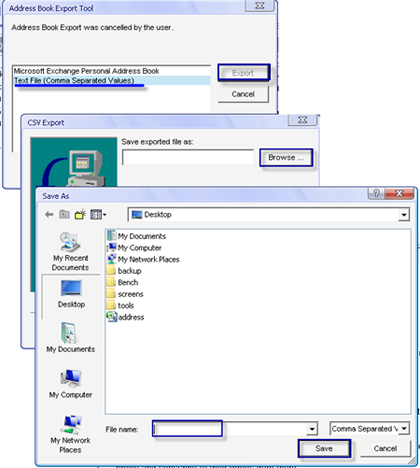 Address Book Export Tool
Address Book Export was cancelled by the user.
Microsoft Exchange Personal Address Book
Text File (Comma Separated Values)
Export
Cancel
CSV Export
Save exported file as:
Browse ...
Save As
Desktop
My Recent Documents
Desktop
My Documents
My Computer
My Network Places
My Documents
My Computer
My Network Places
backup
Bench
screens
tools
address
File name:
Comma Separated V
Save